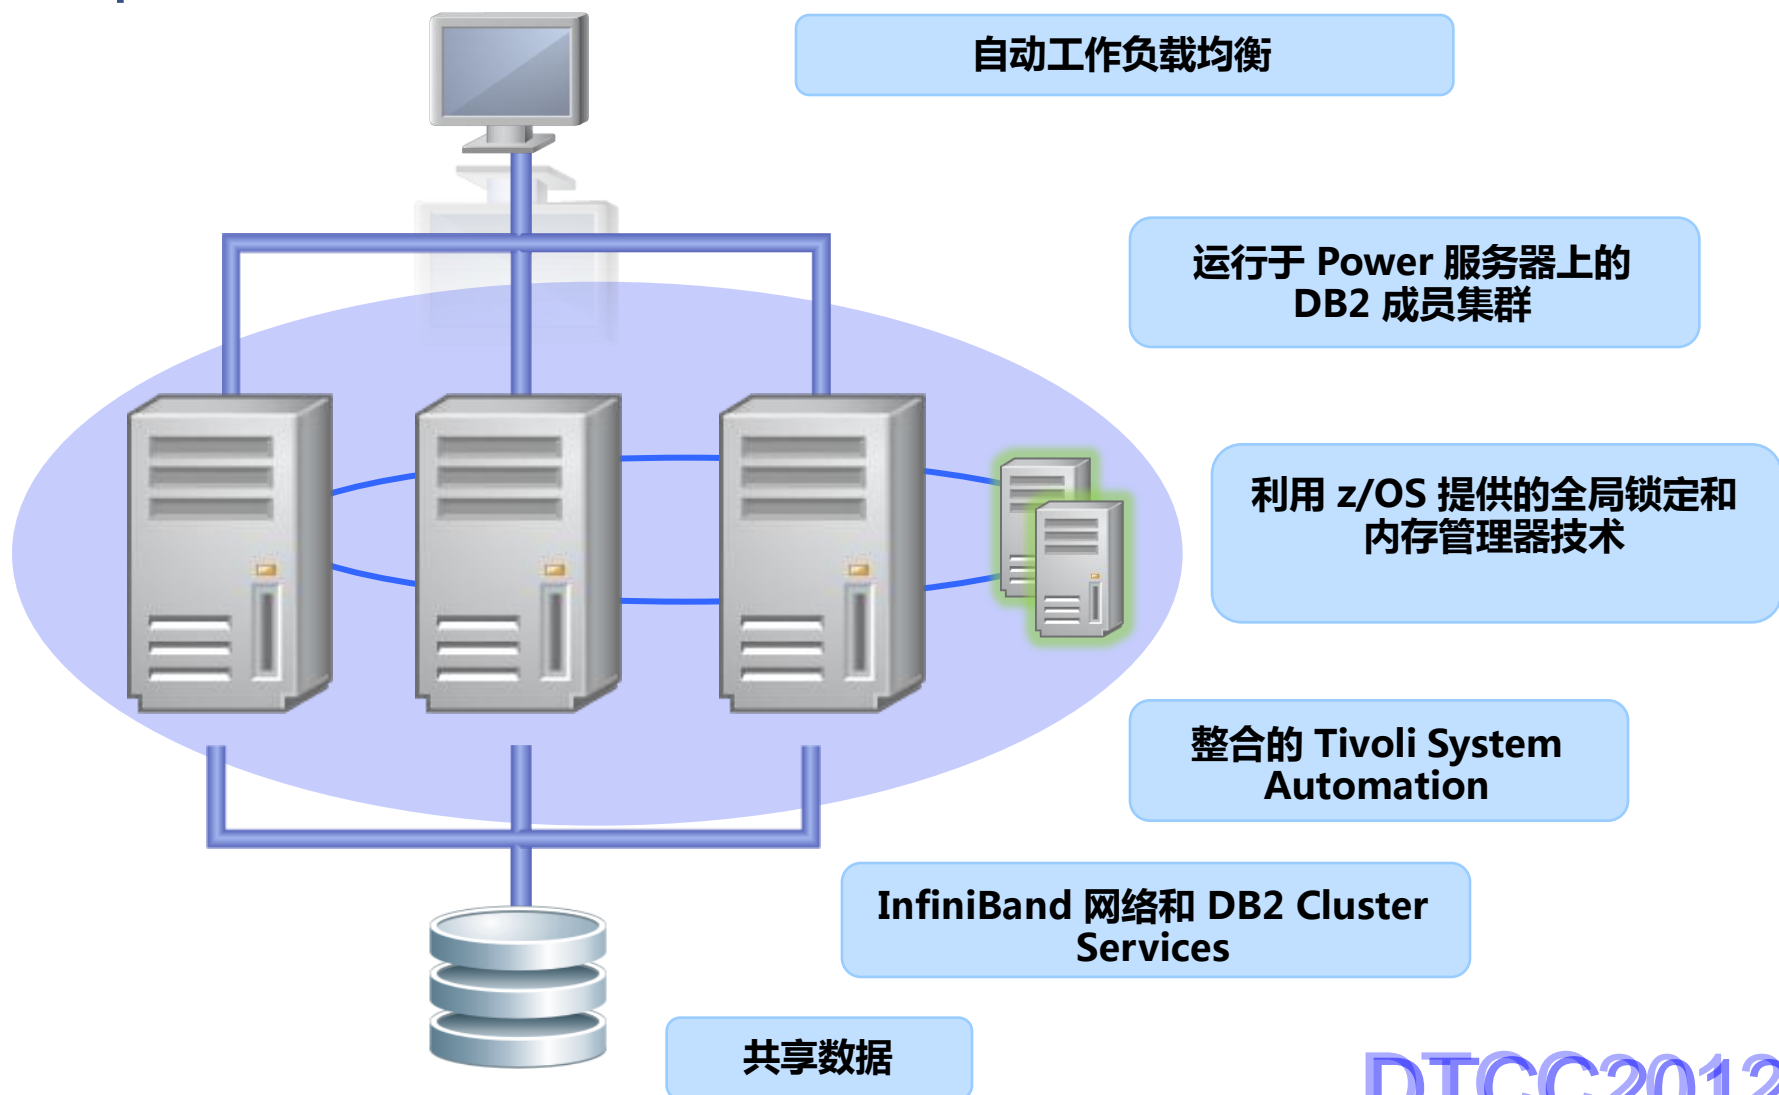 自动工作负载均衡
运行于 Power 服务器上的
DB2 成员集群
利用 z/OS 提供的全局锁定和
内存管理器技术
整合的 Tivoli System
Automation
InfiniBand 网络和 DB2 Cluster
Services
共享数据
DTCC2012